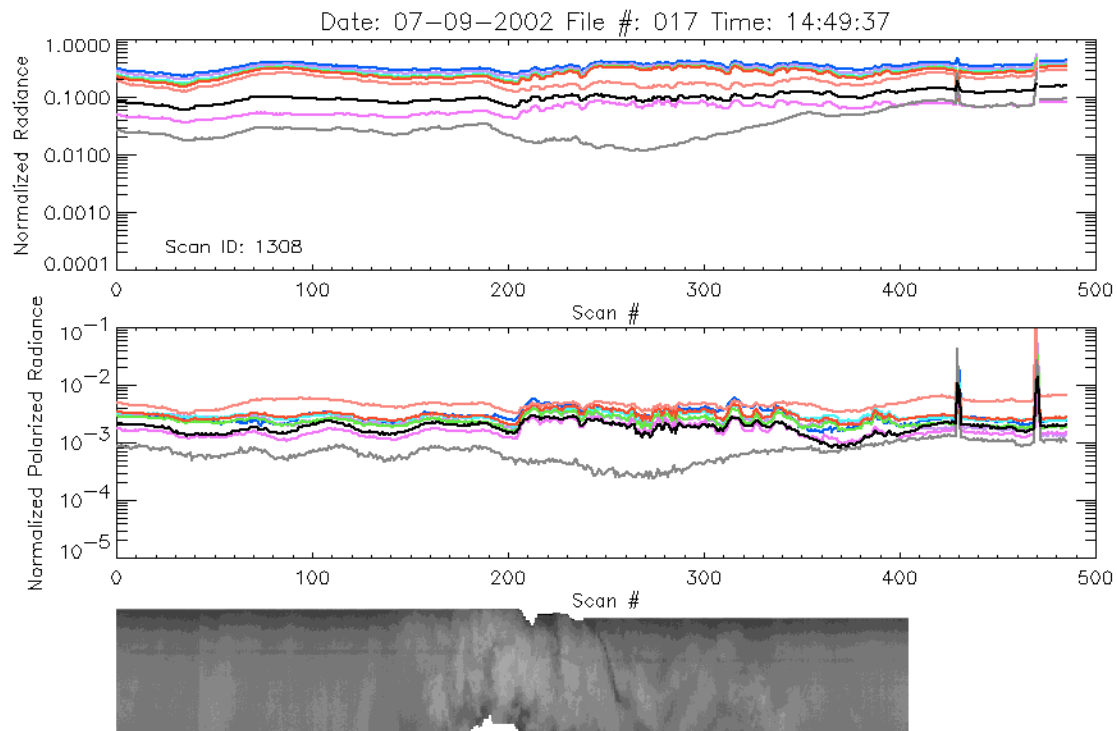 Date: 07-09-2002 File #: 017 Time: 14:49:37
Normalized Radiance
1.0000
0.1000
0.0100
0.0010
0.0001
Scan ID: 1308
0 100 200 300 400 500
Scan #
Normalized Polarized Radiance
10^-1
10^-2
10^-3
10^-4
10^-5
0 100 200 300 400 500
Scan #